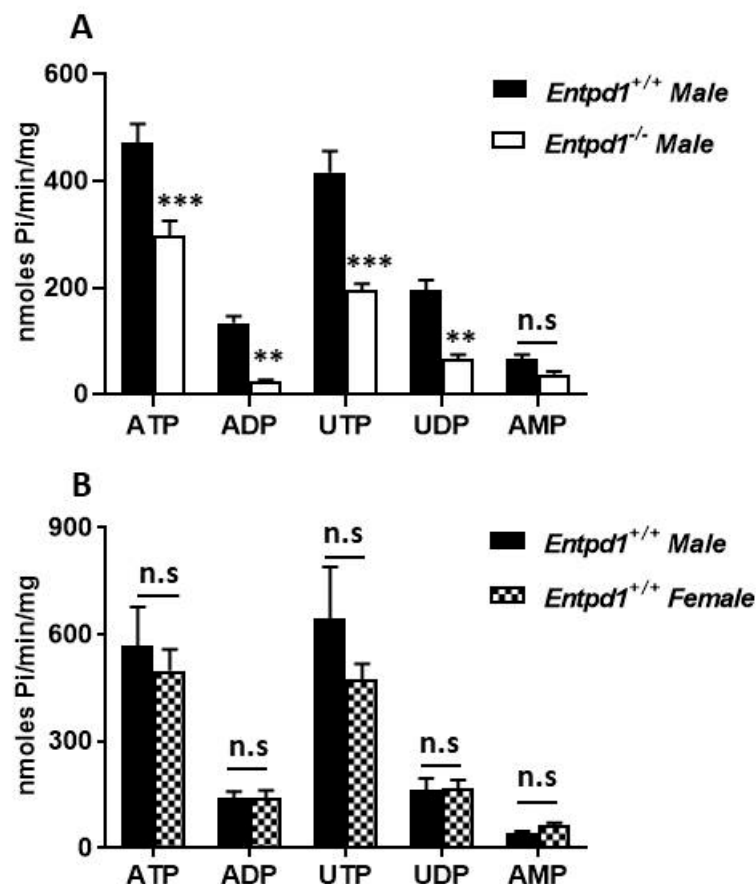 A
600
400
200
0
nmoles Pi/min/mg
Entpd1+/+ Male
Entpd1-/- Male
***
**
***
**
n.s
ATP ADP UTP UDP AMP
B
900
600
300
0
nmoles Pi/min/mg
Entpd1+/+ Male
Entpd1+/+ Female
n.s
n.s
n.s
n.s
n.s
ATP ADP UTP UDP AMP